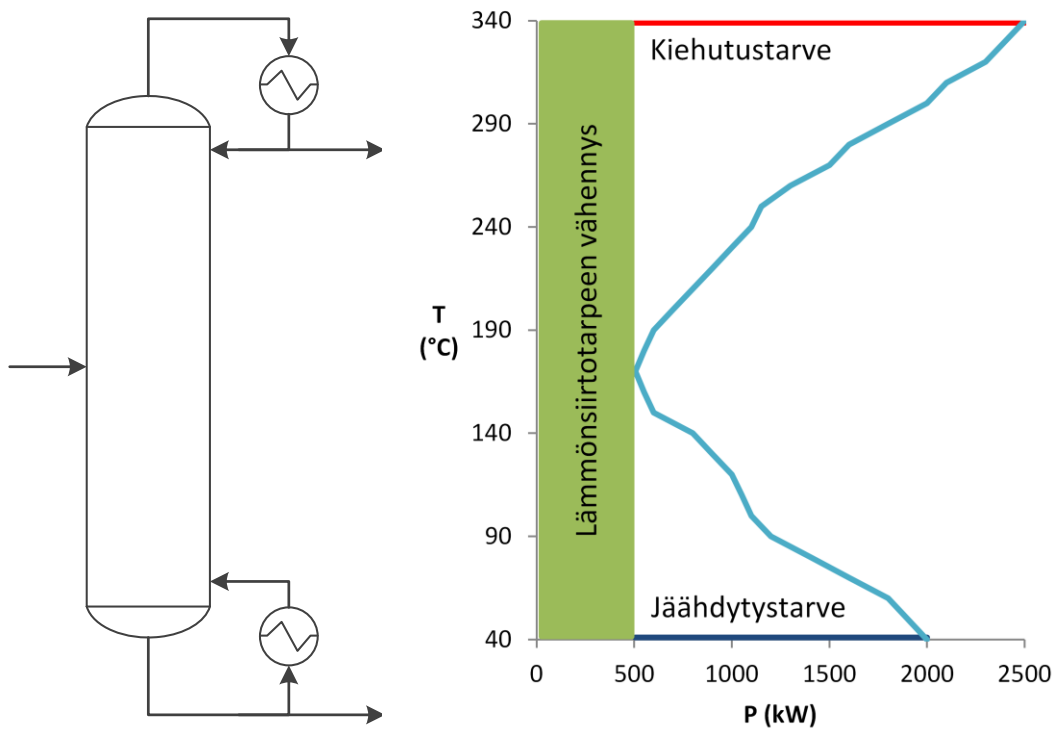 340
290
240
190
140
90
40
T
(°C)
Kiehutustarve
Lämmönsiirtotarpeen vähennys
Jäähdytystarve
0
500
1000
1500
2000
2500
P (kW)